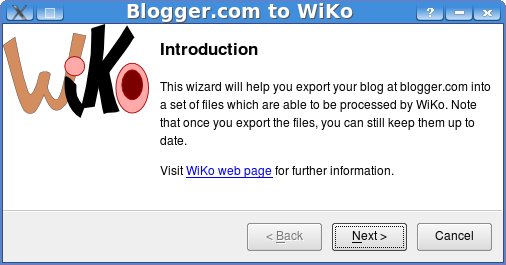 Blogger.com to WiKo
WiKo
Introduction
This wizard will help you export your blog at blogger.com into
a set of files which are able to be processed by WiKo. Note
that once you export the files, you can still keep them up to
date.
Visit WiKo web page for further information.
< Back
Next >
Cancel